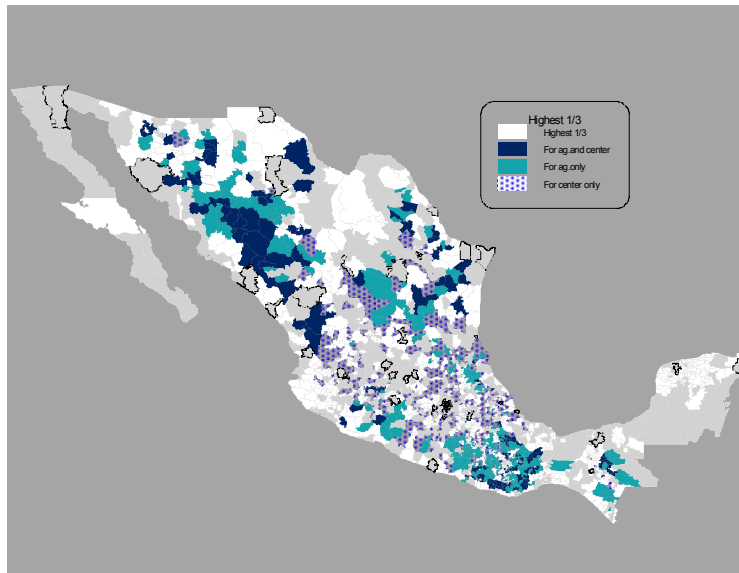 Highest 1/3
Highest 1/3
For ag.and center
For ag.only
For center only